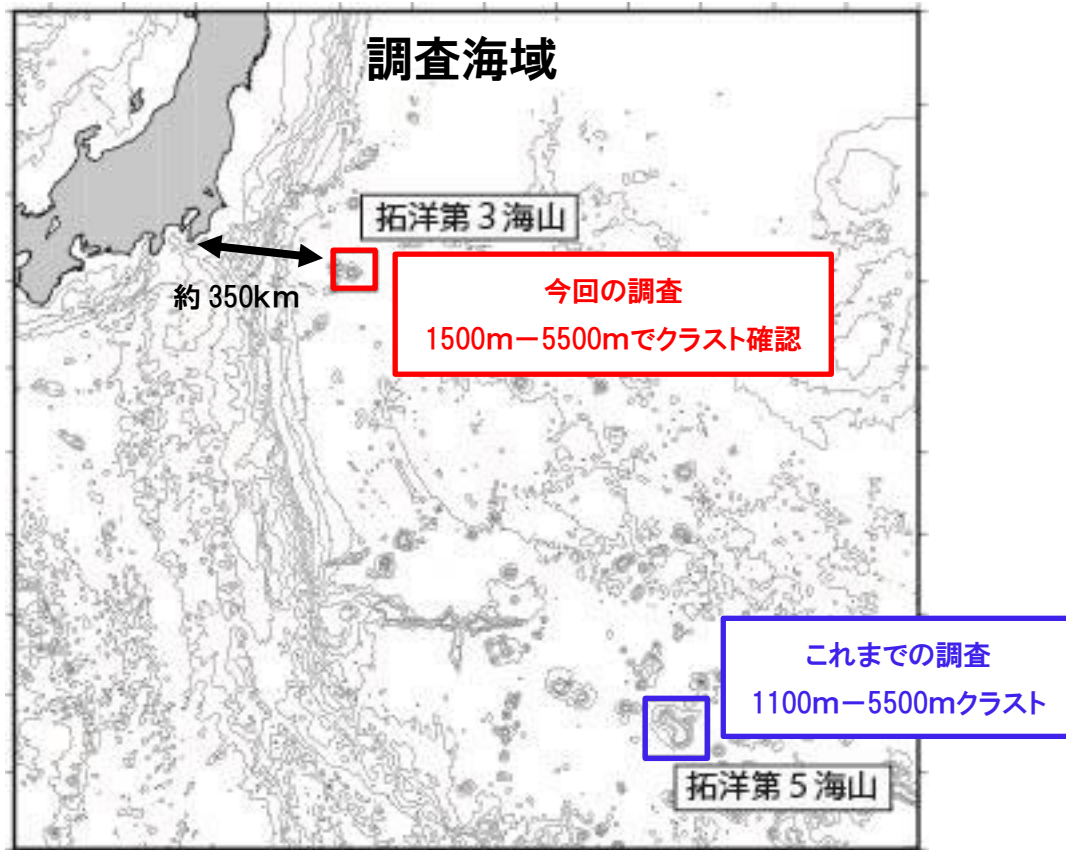 調査海域
拓洋第３海山
約 350km
今回の調査
1500m－5500mでクラスト確認
これまでの調査
1100m－5500mクラスト
拓洋第５海山